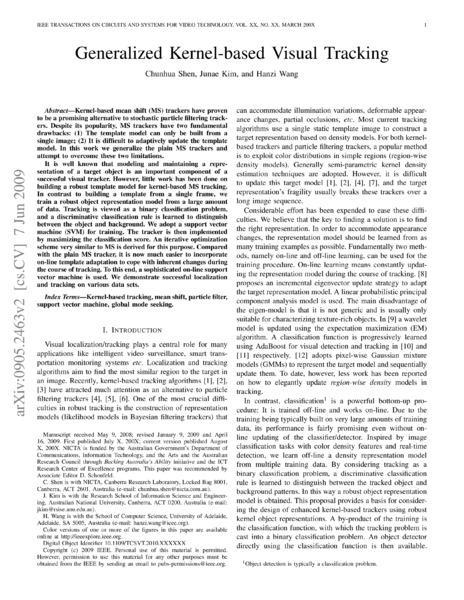 IEEE TRANSACTIONS ON CIRCUITS AND SYSTEMS FOR VIDEO TECHNOLOGY, VOL. XX, NO. XX, MARCH 200X 1
Generalized Kernel-based Visual Tracking
Chunhua Shen, Junae Kim, and Hanzi Wang
arXiv:0905.2463v2 [cs.CV] 7 Jun 2009
Abstract—Kernel-based mean shift (MS) trackers have proven
to be a promising alternative to stochastic particle filtering track-
ers. Despite its popularity, MS trackers have two fundamental
drawbacks: (1) The template model can only be built from a
single image; (2) It is difficult to adaptively update the template
model. In this work we generalize the plain MS trackers and
attempt to overcome these two limitations.
It is well known that modeling and maintaining a repre-
sentation of a target object is an important component of a
successful visual tracker. However, little work has been done on
building a robust template model for kernel-based MS tracking.
In contrast to building a template from a single frame, we
train a robust object representation model from a large amount
of data. Tracking is viewed as a binary classification problem,
and a discriminative classification rule is learned to distinguish
between the object and background. We adopt a support vector
machine (SVM) for training. The tracker is then implemented
by maximizing the classification score. An iterative optimization
scheme very similar to MS is derived for this purpose. Compared
with the plain MS tracker, it is now much easier to incorporate
on-line template adaptation to cope with inherent changes during
the course of tracking. To this end, a sophisticated on-line support
vector machine is used. We demonstrate successful localization
and tracking on various data sets.
Index Terms—Kernel-based tracking, mean shift, particle filter,
support vector machine, global mode seeking.
I. INTRODUCTION
Visual localization/tracking plays a central role for many
applications like intelligent video surveillance, smart trans-
portation monitoring systems etc. Localization and tracking
algorithms aim to find the most similar region to the target in
an image. Recently, kernel-based tracking algorithms [1], [2],
[3] have attracted much attention as an alternative to particle
filtering trackers [4], [5], [6]. One of the most crucial diffi-
culties in robust tracking is the construction of representation
models (likelihood models in Bayesian filtering trackers) that
Manuscript received May 9, 2008; revised January 9, 2009 and April
16, 2009. First published July X, 200X; current version published August
X, 200X. NICTA is funded by the Australian Government's Department of
Communications, Information Technology, and the Arts and the Australian
Research Council through Backing Australia's Ability initiative and the ICT
Research Center of Excellence programs. This paper was recommended by
Associate Editor D. Schonfeld.
C. Shen is with NICTA, Canberra Research Laboratory, Locked Bag 8001,
Canberra, ACT 2601, Australia (e-mail: chunhua.shen@nicta.com.au).
J. Kim is with the Research School of Information Science and Engineer-
ing, Australian National University, Canberra, ACT 0200, Australia (e-mail:
jkim@rsise.anu.edu.au).
H. Wang is with the School of Computer Science, University of Adelaide,
Adelaide, SA 5005, Australia (e-mail: hanzi.wang@ieee.org).
Color versions of one or more of the figures in this paper are available
online at http://ieeexplore.ieee.org.
Digital Object Identifier 10.1109/TCSVT.2010.XXXXXX
Copyright (c) 2009 IEEE. Personal use of this material is permitted.
However, permission to use this material for any other purposes must be
obtained from the IEEE by sending an email to pubs-permissions@ieee.org.
can accommodate illumination variations, deformable appear-
ance changes, partial occlusions, etc. Most current tracking
algorithms use a single static template image to construct a
target representation based on density models. For both kernel-
based trackers and particle filtering trackers, a popular method
is to exploit color distributions in simple regions (region-wise
density models). Generally semi-parametric kernel density
estimation techniques are adopted. However, it is difficult
to update this target model [1], [2], [4], [7], and the target
representation's fragility usually breaks these trackers over a
long image sequence.
Considerable effort has been expended to ease these diffi-
culties. We believe that the key to finding a solution is to find
the right representation. In order to accommodate appearance
changes, the representation model should be learned from as
many training examples as possible. Fundamentally two meth-
ods, namely on-line and off-line learning, can be used for the
training procedure. On-line learning means constantly updat-
ing the representation model during the course of tracking. [8]
proposes an incremental eigenvector update strategy to adapt
the target representation model. A linear probabilistic principal
component analysis model is used. The main disadvantage of
the eigen-model is that it is not generic and is usually only
suitable for characterizing texture-rich objects. In [9] a wavelet
model is updated using the expectation maximization (EM)
algorithm. A classification function is progressively learned
using AdaBoost for visual detection and tracking in [10] and
[11] respectively. [12] adopts pixel-wise Gaussian mixture
models (GMMs) to represent the target model and sequentially
update them. To date, however, less work has been reported
on how to elegantly update region-wise density models in
tracking.
In contrast, classification¹ is a powerful bottom-up pro-
cedure: It is trained off-line and works on-line. Due to the
training being typically built on very large amounts of training
data, its performance is fairly promising even without on-
line updating of the classifier/detector. Inspired by image
classification tasks with color density features and real-time
detection, we learn off-line a density representation model
from multiple training data. By considering tracking as a
binary classification problem, a discriminative classification
rule is learned to distinguish between the tracked object and
background patterns. In this way a robust object representation
model is obtained. This proposal provides a basis for consider-
ing the design of enhanced kernel-based trackers using robust
kernel object representations. A by-product of the training is
the classification function, with which the tracking problem is
cast into a binary classification problem. An object detector
directly using the classification function is then available.
¹Object detection is typically a classification problem.